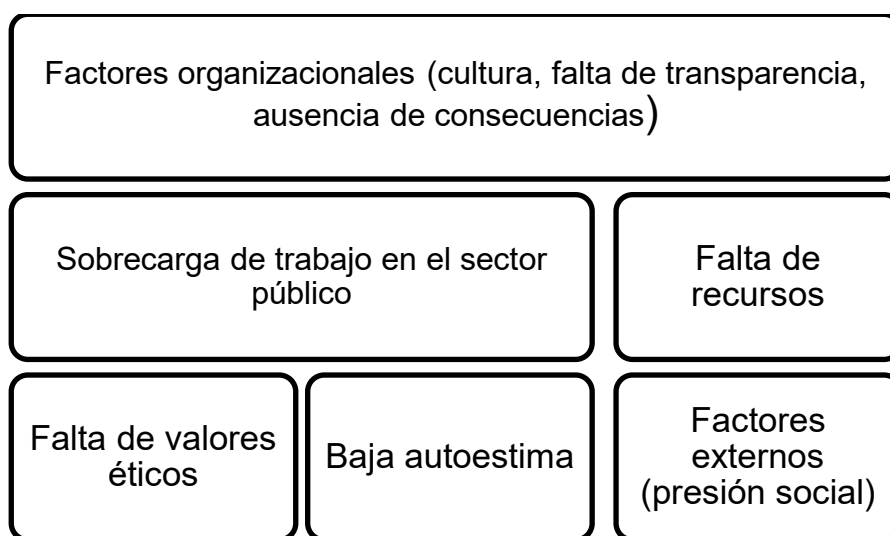 Factores organizacionales (cultura, falta de transparencia,
ausencia de consecuencias)
Sobrecarga de trabajo en el sector
público
Falta de
recursos
Falta de valores
éticos
Baja autoestima
Factores
externos
(presión social)